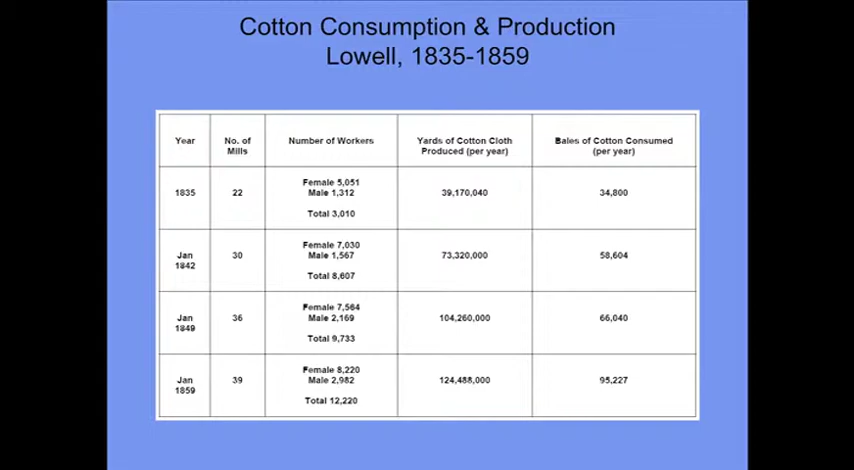 Cotton Consumption & Production
Lowell, 1835-1859
Year
No. of
Mills
Number of Workers
Yards of Cotton Cloth
Produced (per year)
Bales of Cotton Consumed
(per year)
1835
22
Female 5,051
Male 1,312
Total 3,010
39,170,040
34,800
Jan
1842
30
Female 7,030
Male 1,567
Total 8,607
73,320,000
58,604
Jan
1849
36
Female 7,564
Male 2,169
Total 9,733
104,260,000
66,040
Jan
1859
39
Female 8,220
Male 2,982
Total 12,220
124,488,000
95,227